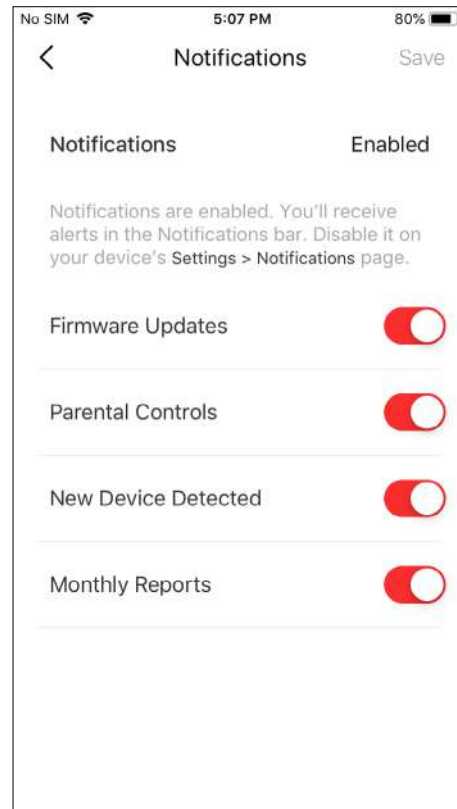 No SIM 5:07 PM 80%
Notifications Save
Notifications Enabled
Notifications are enabled. You'll receive
alerts in the Notifications bar. Disable it on
your device's Settings > Notifications page.
Firmware Updates
Parental Controls
New Device Detected
Monthly Reports